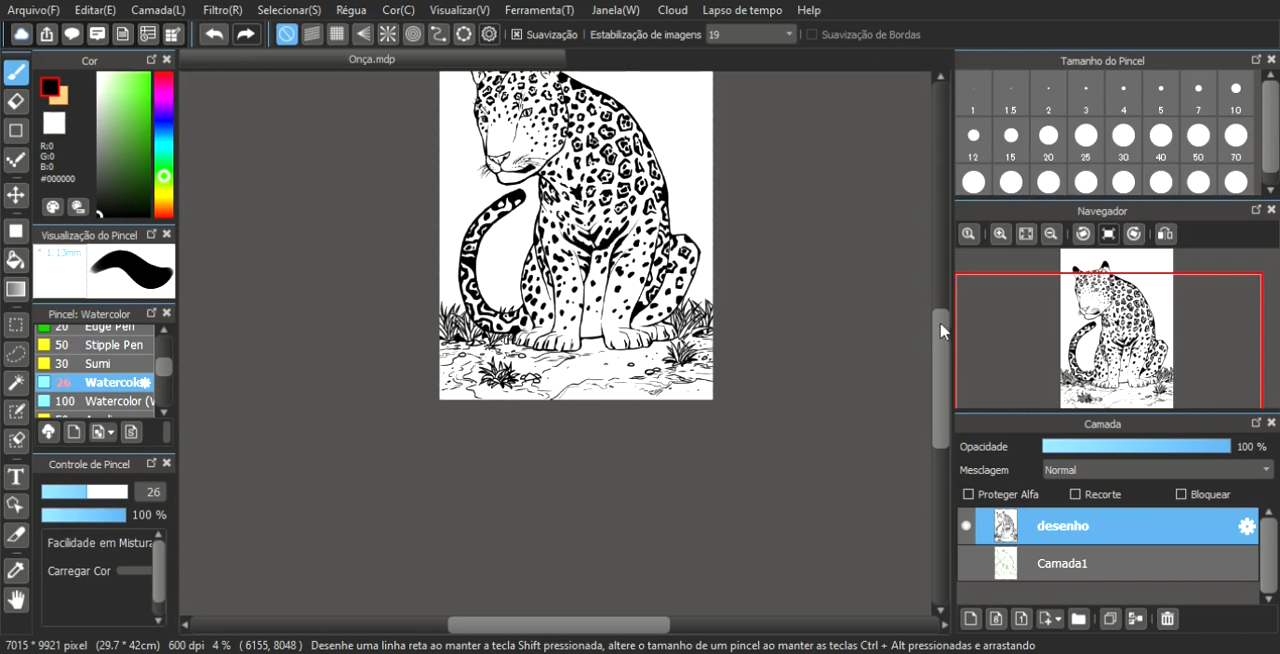 Arquivo(F) Editar(E) Camada(L) Filtro(R) Selecionar(S) Régua Cor(C) Visualizar(V) Ferramenta(T) Janela(W) Cloud Lapso de tempo Help
Suavização Estabilização de imagens 19 Suavização de Bordas
Cor
Onça.mdp
Tamanho do Pincel
1 1.5 2 3 4 5 7 10
12 15 20 25 30 40 50 70
R:0
G:0
B:0
#000000
Navegador
Visualização do Pincel
* 1.13mm
Pincel: Watercolor
50 Stipple Pen
30 Sumi
26 Watercolor
100 Watercolor (W
Controle de Pincel
26
100 %
Facilidade em Mistura
Carregar Cor
Camada
Opacidade 100 %
Mesclagem Normal
Proteger Alfa Recorte Bloquear
desenho
Camada1
7015 * 9921 pixel (29.7 * 42cm) 600 dpi 4 % ( 6155, 8048 ) Desenhe uma linha reta ao manter a tecla Shift pressionada, altere o tamanho de um pincel ao manter as teclas Ctrl + Alt pressionadas e arrastando